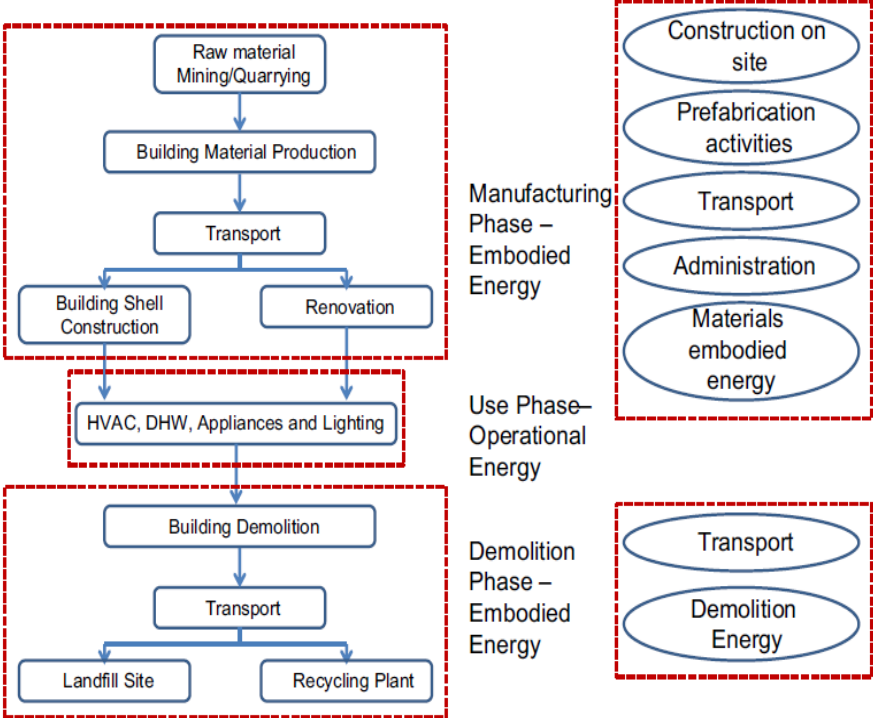 Raw material
Mining/Quarrying
Building Material Production
Transport
Building Shell
Construction
Renovation
HVAC, DHW, Appliances and Lighting
Building Demolition
Transport
Landfill Site
Recycling Plant
Manufacturing
Phase –
Embodied
Energy
Use Phase–
Operational
Energy
Demolition
Phase –
Embodied
Energy
Construction on
site
Prefabrication
activities
Transport
Administration
Materials
embodied
energy
Transport
Demolition
Energy